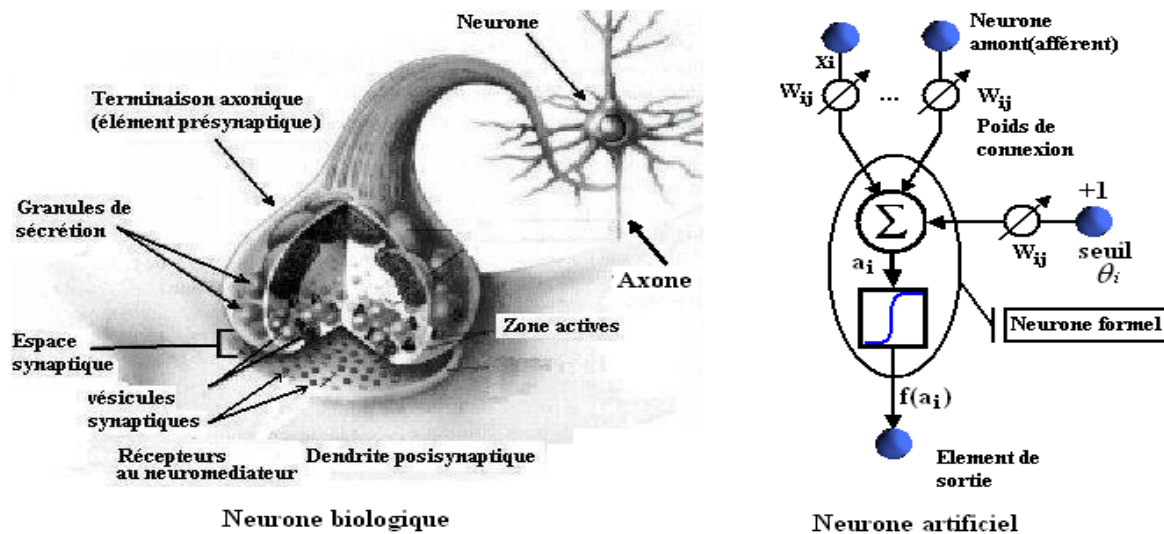 Neurone
Terminaison axonique
(élément présynaptique)
Granules de
sécrétion
Axone
Zone actives
Espace
synaptique
vésicules
synaptiques
Récepteurs
au neuromediateur
Dendrite posisynaptique
Neurone biologique
Neurone
amont(afférent)
xi
Wij
...
Wij
Poids de
connexion
Σ
+1
Wij
seuil
θi
ai
Neurone formel
f(ai)
Element de
sortie
Neurone artificiel